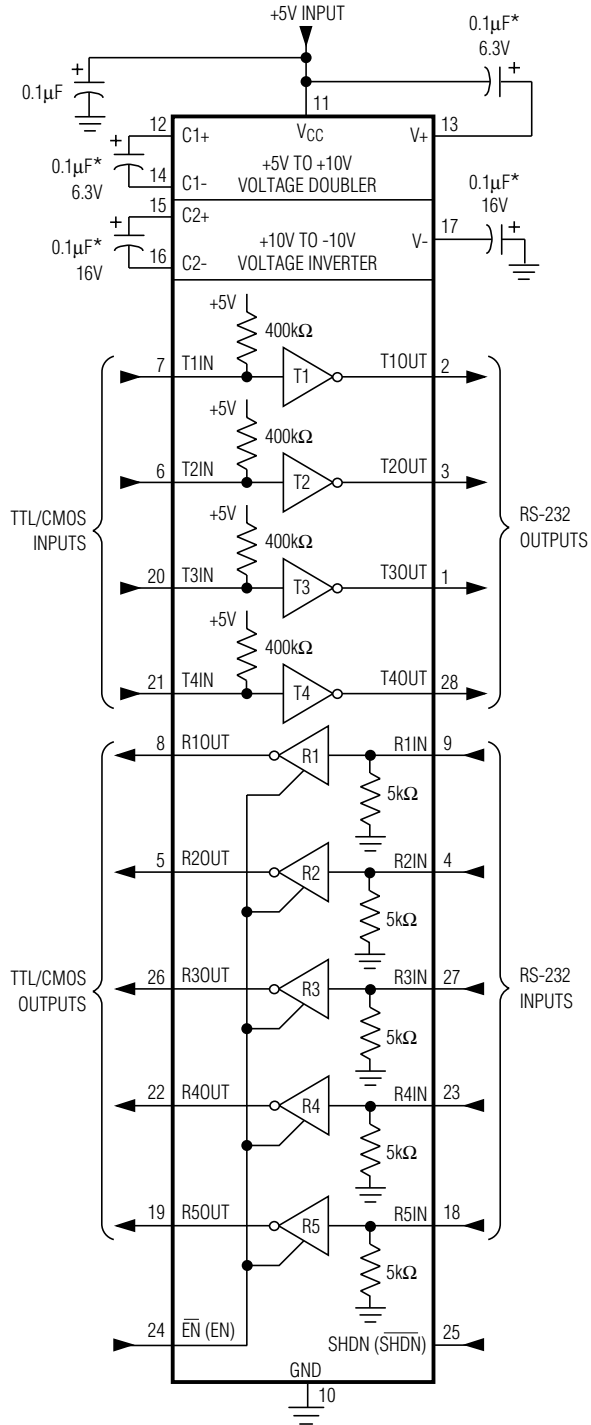 +5V INPUT
0.1µF*
6.3V
+
+
0.1µF
11
12
C1+
VCC
V+
13
+
0.1µF*
6.3V
14
C1-
+5V TO +10V
VOLTAGE DOUBLER
15
C2+
+
0.1µF*
16V
16
C2-
+10V TO -10V
VOLTAGE INVERTER
V-
17
0.1µF*
16V
+
+5V
400kΩ
7
T1IN
T1
T1OUT
2
+5V
400kΩ
6
T2IN
T2
T2OUT
3
TTL/CMOS
INPUTS
RS-232
OUTPUTS
+5V
400kΩ
20
T3IN
T3
T3OUT
1
+5V
400kΩ
21
T4IN
T4
T4OUT
28
8
R1OUT
R1
R1IN
9
5kΩ
5
R2OUT
R2
R2IN
4
5kΩ
TTL/CMOS
OUTPUTS
26
R3OUT
R3
R3IN
27
RS-232
INPUTS
5kΩ
22
R4OUT
R4
R4IN
23
5kΩ
19
R5OUT
R5
R5IN
18
5kΩ
24
E̅N̅ (EN)
SHDN (S̅H̅D̅N̅)
25
GND
10